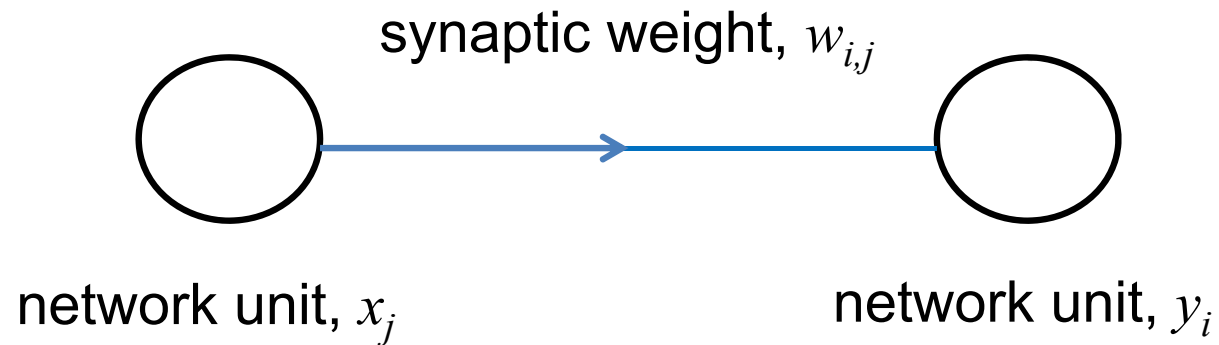 synaptic weight, w_{i,j}
network unit, x_j
network unit, y_i